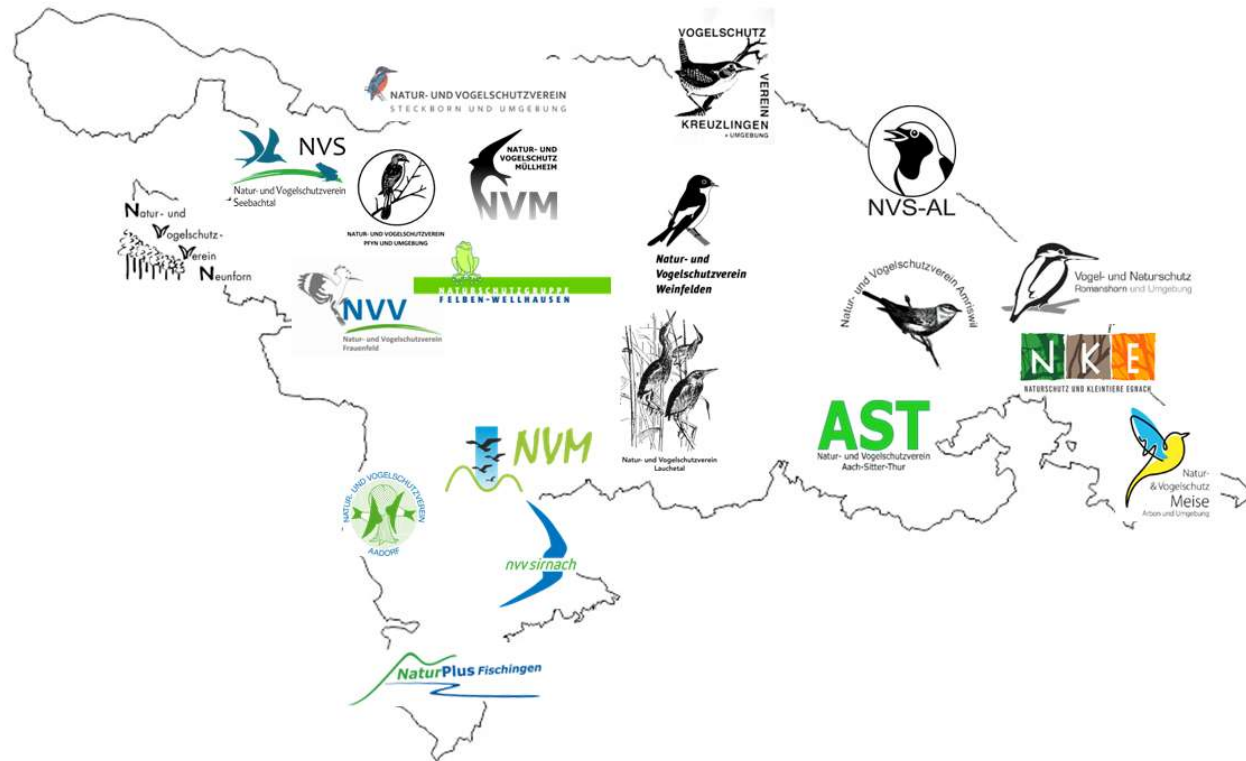 VOGELSCHUTZ
VEREIN
KREUZLINGEN
+ UMGEBUNG
NATUR- UND VOGELSCHUTZVEREIN
STECKBORN UND UMGEBUNG
NVS
Natur- und Vogelschutzverein
Seebachtal
NATUR- UND
VOGELSCHUTZ
MÜLLHEIM
NVM
NVS-AL
Natur- und
Vogelschutz-
Verein
Neunforn
NATUR- UND VOGELSCHUTZVEREIN
PFYN UND UMGEBUNG
Natur- und
Vogelschutzverein
Weinfelden
Natur- und Vogelschutzverein Amriswil
Vogel- und Naturschutz
Romanshorn und Umgebung
NVV
Natur- und Vogelschutzverein
Frauenfeld
NATURSCHUTZGRUPPE
FELBEN-WELLHAUSEN
NKE
NATURSCHUTZ UND KLEINTIERE EGNACH
Natur- und Vogelschutzverein
Lauchetal
AST
Natur- und Vogelschutzverein
Aach-Sitter-Thur
Natur-
& Vogelschutz
Meise
Arbon und Umgebung
NVM
NATUR- UND VOGELSCHUTZVEREIN
AADORF
nvv sirnach
NaturPlus Fischingen